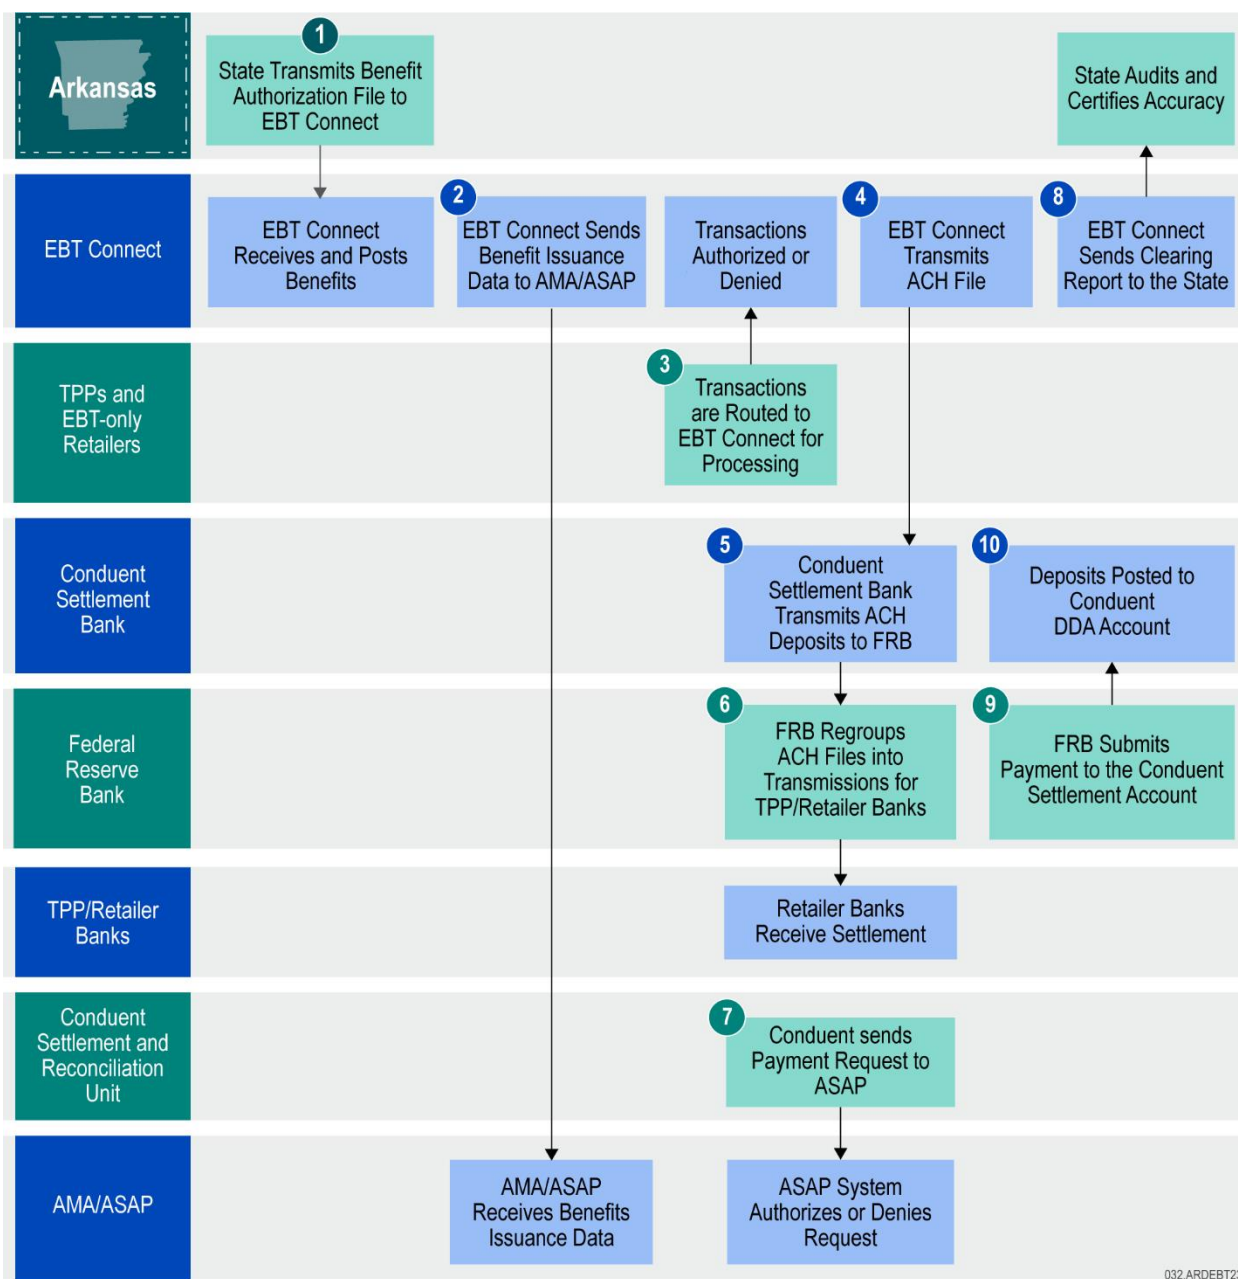 Arkansas
1
State Transmits Benefit
Authorization File to
EBT Connect
State Audits and
Certifies Accuracy
EBT Connect
EBT Connect
Receives and Posts
Benefits
2
EBT Connect Sends
Benefit Issuance
Data to AMA/ASAP
Transactions
Authorized or
Denied
4
EBT Connect
Transmits
ACH File
8
EBT Connect
Sends Clearing
Report to the State
TPPs and
EBT-only
Retailers
3
Transactions
are Routed to
EBT Connect for
Processing
Conduent
Settlement
Bank
5
Conduent
Settlement Bank
Transmits ACH
Deposits to FRB
10
Deposits Posted to
Conduent
DDA Account
Federal
Reserve
Bank
6
FRB Regroups
ACH Files into
Transmissions for
TPP/Retailer Banks
9
FRB Submits
Payment to the Conduent
Settlement Account
TPP/Retailer
Banks
Retailer Banks
Receive Settlement
Conduent
Settlement and
Reconciliation
Unit
7
Conduent sends
Payment Request to
ASAP
AMA/ASAP
AMA/ASAP
Receives Benefits
Issuance Data
ASAP System
Authorizes or Denies
Request